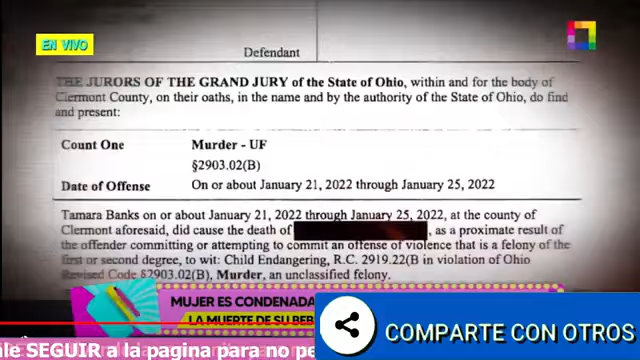 EN VIVO
Defendant
THE JURORS OF THE GRAND JURY of the State of Ohio, within and for the body of
Clermont County, on their oaths, in the name and by the authority of the State of Ohio, do find
and present:
Count One Murder - UF
§2903.02(B)
Date of Offense On or about January 21, 2022 through January 25, 2022
Tamara Banks on or about January 21, 2022 through January 25, 2022, at the county of
Clermont aforesaid, did cause the death of , as a proximate result of
the offender committing or attempting to commit an offense of violence that is a felony of the
first or second degree, to wit: Child Endangering, R.C. 2919.22(B in violation of Ohio
Revised Code §2903.02(B), Murder, an unclassified felony.
MUJER ES CONDENADA
LA MUERTE DE SU BEB
ale SEGUIR a la pagina para no pe
COMPARTE CON OTROS